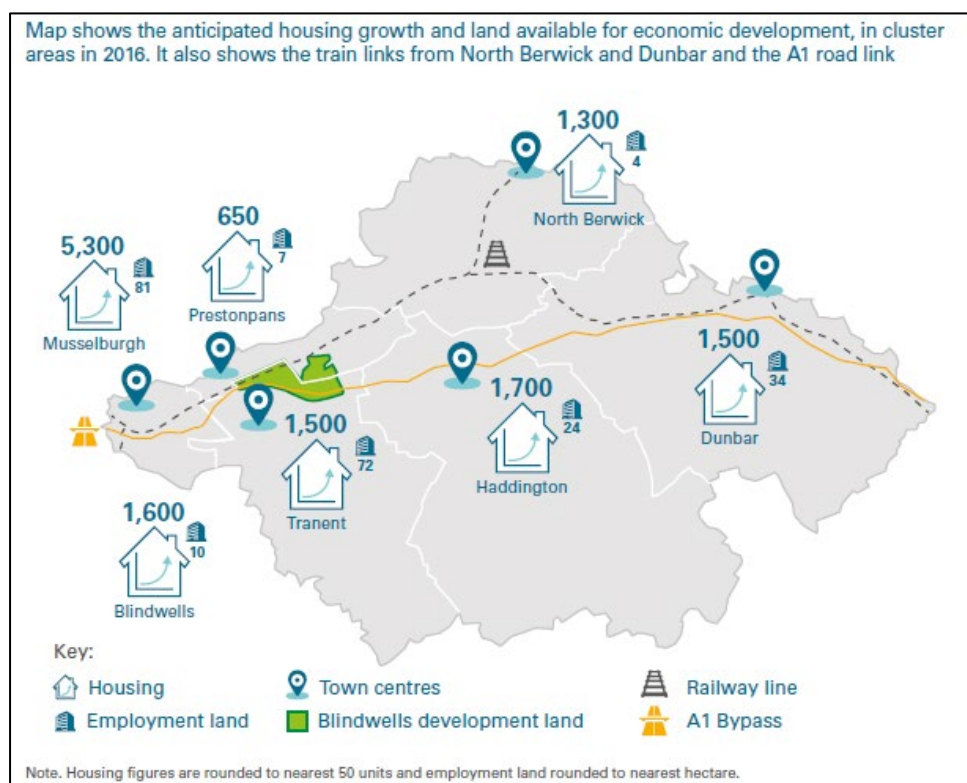 Map shows the anticipated housing growth and land available for economic development, in cluster
areas in 2016. It also shows the train links from North Berwick and Dunbar and the A1 road link
1,300
4
North Berwick
650
7
Prestonpans
5,300
81
Musselburgh
1,500
34
Dunbar
1,700
24
Haddington
1,500
72
Tranent
1,600
10
Blindwells
Key:
Housing
Town centres
Railway line
Employment land
Blindwells development land
A1 Bypass
Note. Housing figures are rounded to nearest 50 units and employment land rounded to nearest hectare.